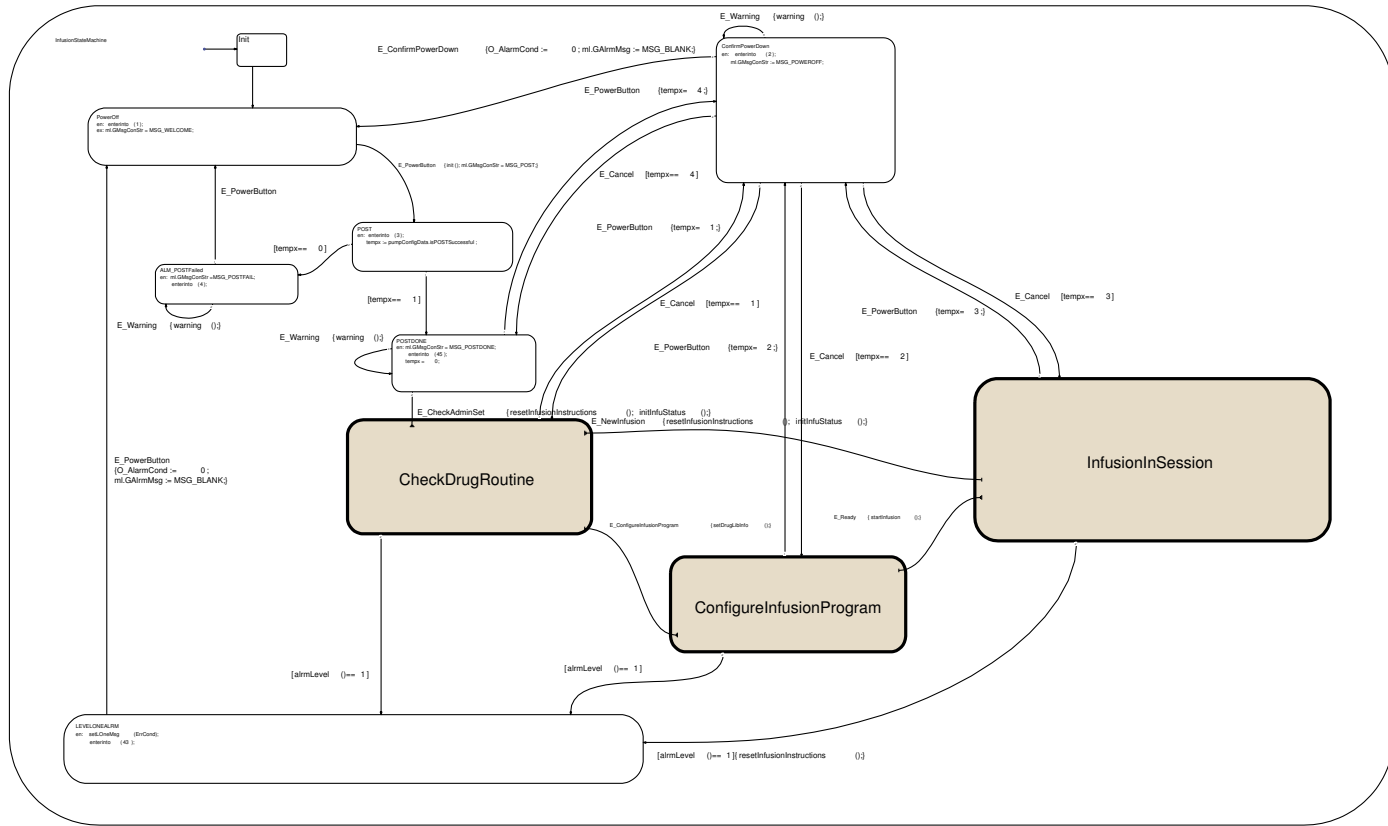 E_Warning {warning ();}
InfusionStateMachine
Init
E_ConfirmPowerDown {O_AlarmCond := 0 ; ml.GAlrmMsg := MSG_BLANK;}
ConfirmPowerDown
en: enterinto (2);
ml.GMsgConStr := MSG_POWEROFF;
E_PowerButton {tempx= 4 ;}
PowerOff
en: enterinto (1);
ex: ml.GMsgConStr = MSG_WELCOME;
E_PowerButton {init (); ml.GMsgConStr = MSG_POST;}
E_Cancel [tempx== 4 ]
E_PowerButton
POST
en: enterinto (3);
tempx := pumpConfigData.isPOSTSuccessful ;
E_PowerButton {tempx= 1 ;}
[tempx== 0 ]
ALM_POSTFailed
en: ml.GMsgConStr =MSG_POSTFAIL;
enterinto (4);
[tempx== 1 ]
E_Cancel [tempx== 1 ]
E_Cancel [tempx== 3 ]
E_PowerButton {tempx= 3 ;}
E_Warning {warning ();}
E_Warning {warning ();}
POSTDONE
en: ml.GMsgConStr = MSG_POSTDONE;
enterinto (45 );
tempx = 0;
E_PowerButton {tempx= 2 ;}
E_Cancel [tempx== 2 ]
E_CheckAdminSet {resetInfusionInstructions (); initInfuStatus ();}
E_NewInfusion {resetInfusionInstructions (); initInfuStatus ();}
E_PowerButton
{O_AlarmCond := 0 ;
ml.GAlrmMsg := MSG_BLANK;}
CheckDrugRoutine
InfusionInSession
E_ConfigureInfusionProgram {setDrugLibInfo ();}
E_Ready {startInfusion ();}
ConfigureInfusionProgram
[alrmLevel ()== 1 ]
[alrmLevel ()== 1 ]
LEVELONEALRM
en: setLOneMsg (ErrCond);
enterinto (43 );
[alrmLevel ()== 1 ]{ resetInfusionInstructions ();}